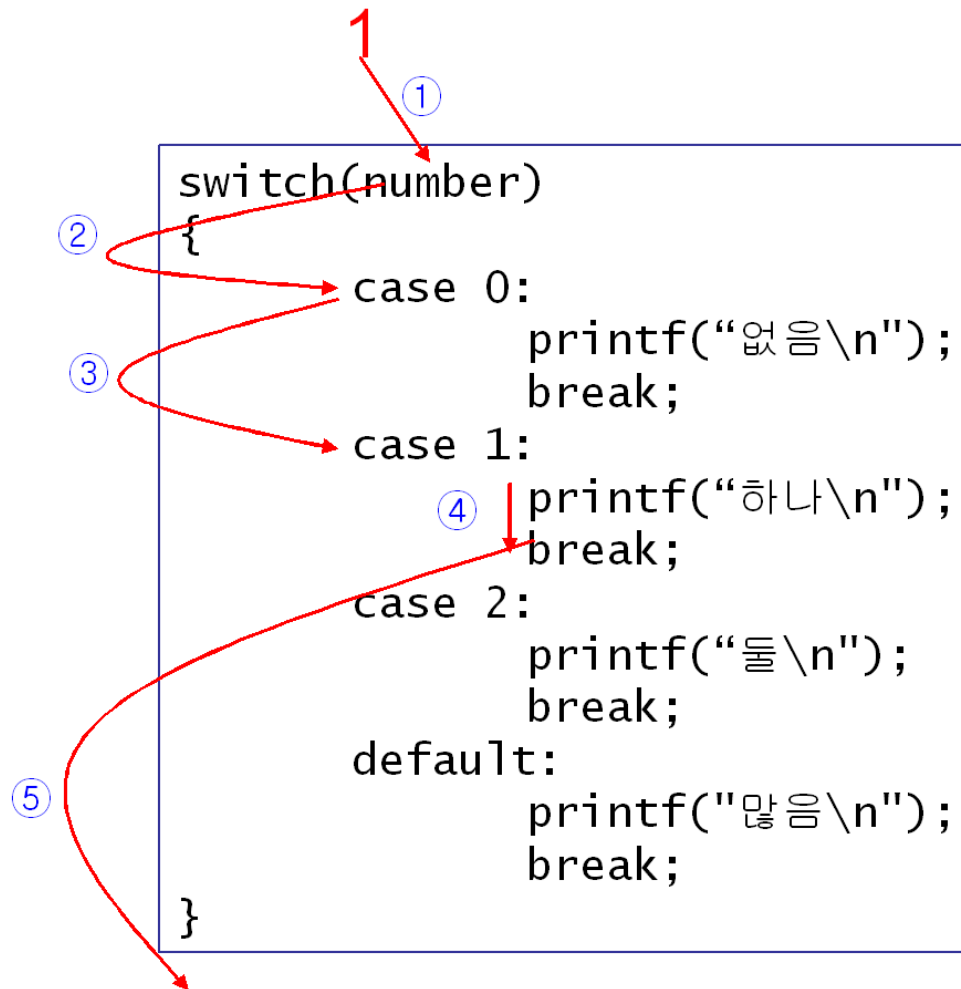 1
①
switch(number)
②
{
case 0:
printf(“없음\n");
③
break;
case 1:
printf(“하나\n");
④
break;
case 2:
printf(“둘\n");
break;
default:
⑤
printf("많음\n");
break;
}